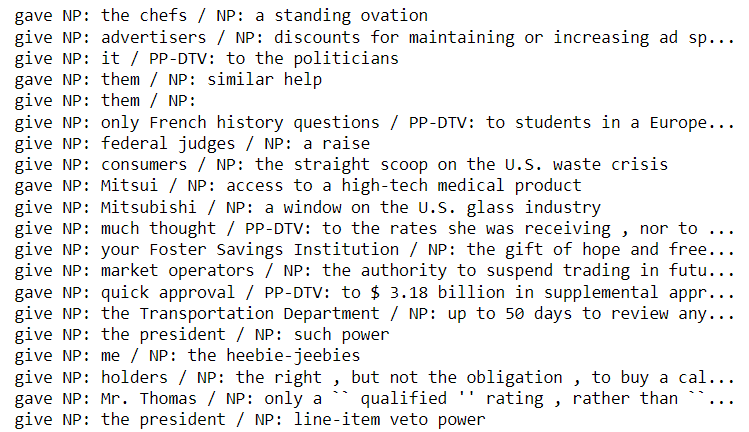 gave NP: the chefs / NP: a standing ovation
give NP: advertisers / NP: discounts for maintaining or increasing ad sp...
give NP: it / PP-DTV: to the politicians
gave NP: them / NP: similar help
give NP: them / NP:
give NP: only French history questions / PP-DTV: to students in a Europe...
give NP: federal judges / NP: a raise
give NP: consumers / NP: the straight scoop on the U.S. waste crisis
gave NP: Mitsui / NP: access to a high-tech medical product
give NP: Mitsubishi / NP: a window on the U.S. glass industry
give NP: much thought / PP-DTV: to the rates she was receiving , nor to ...
give NP: your Foster Savings Institution / NP: the gift of hope and free...
give NP: market operators / NP: the authority to suspend trading in futu...
gave NP: quick approval / PP-DTV: to $ 3.18 billion in supplemental appr...
give NP: the Transportation Department / NP: up to 50 days to review any...
give NP: the president / NP: such power
give NP: me / NP: the heebie-jeebies
give NP: holders / NP: the right , but not the obligation , to buy a cal...
gave NP: Mr. Thomas / NP: only a `` qualified '' rating , rather than ``...
give NP: the president / NP: line-item veto power